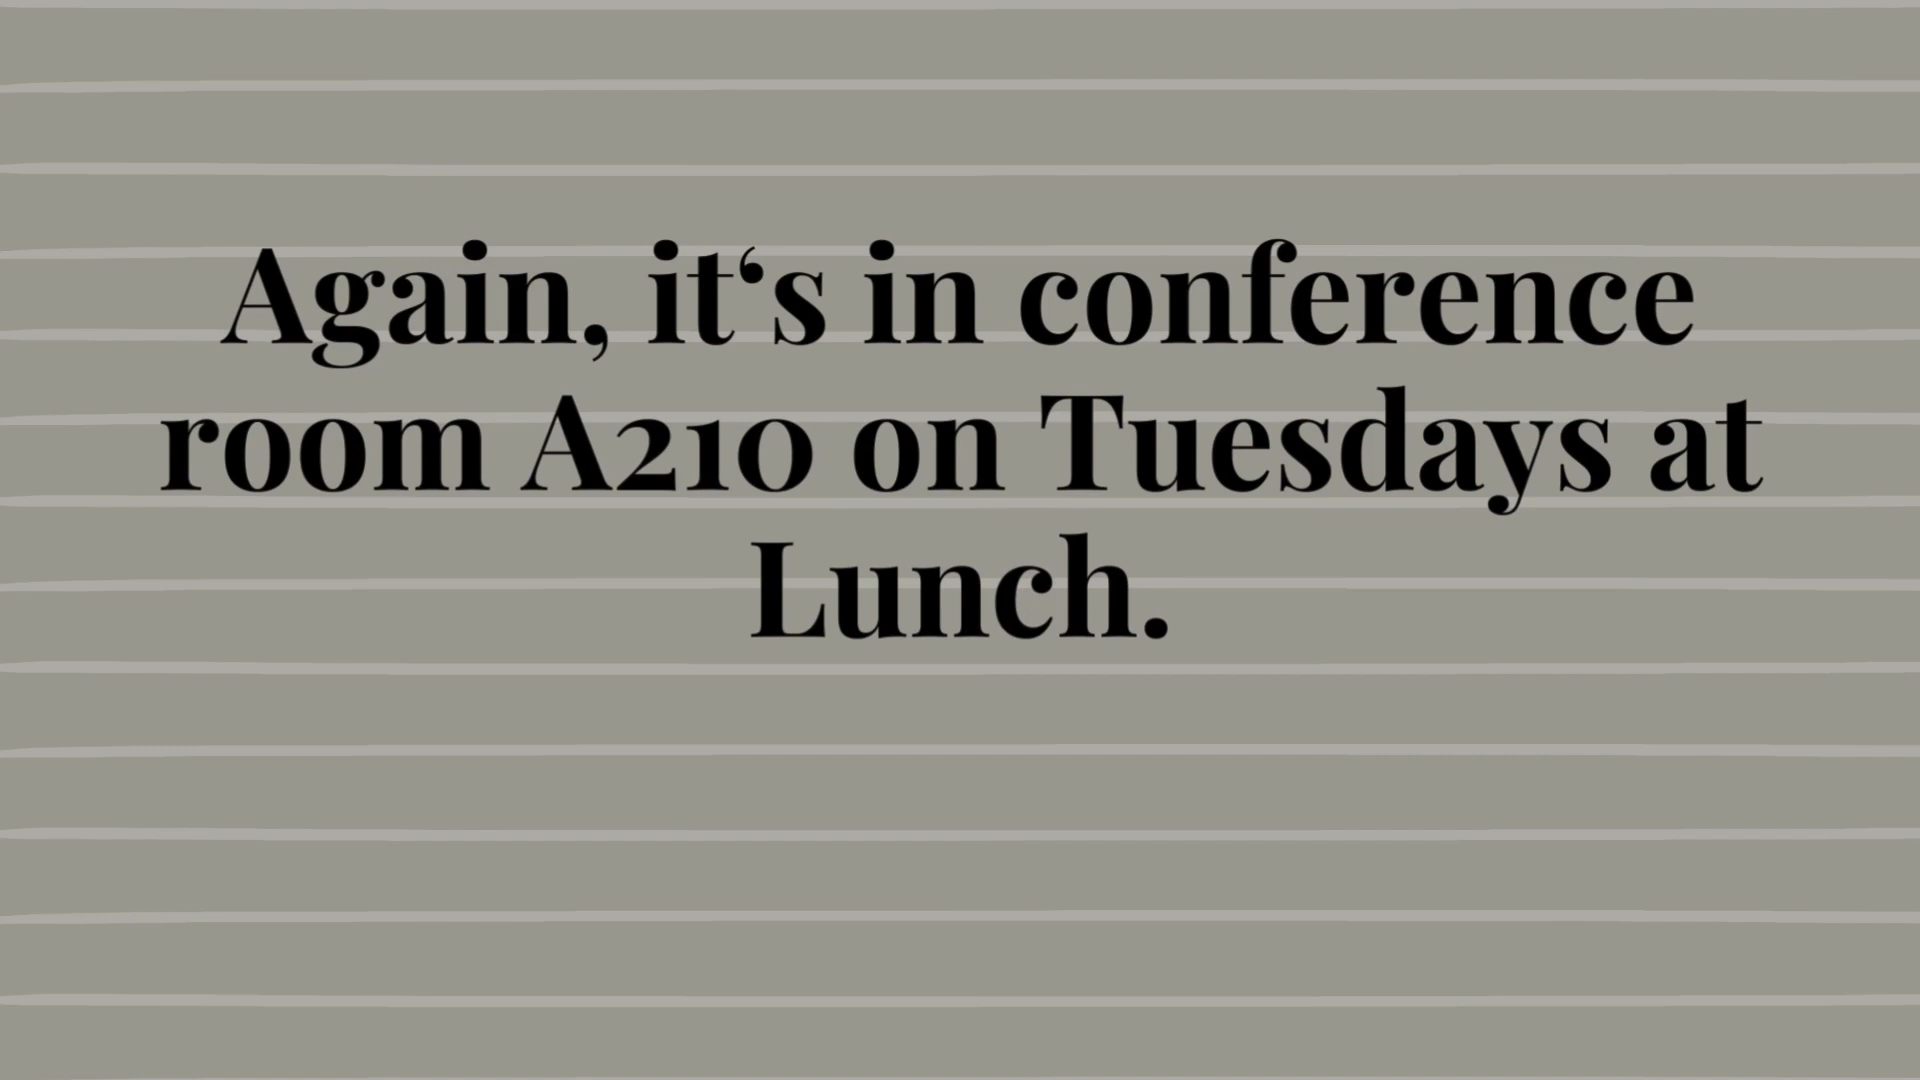 Again, it‘s in conference
room A210 on Tuesdays at
Lunch.